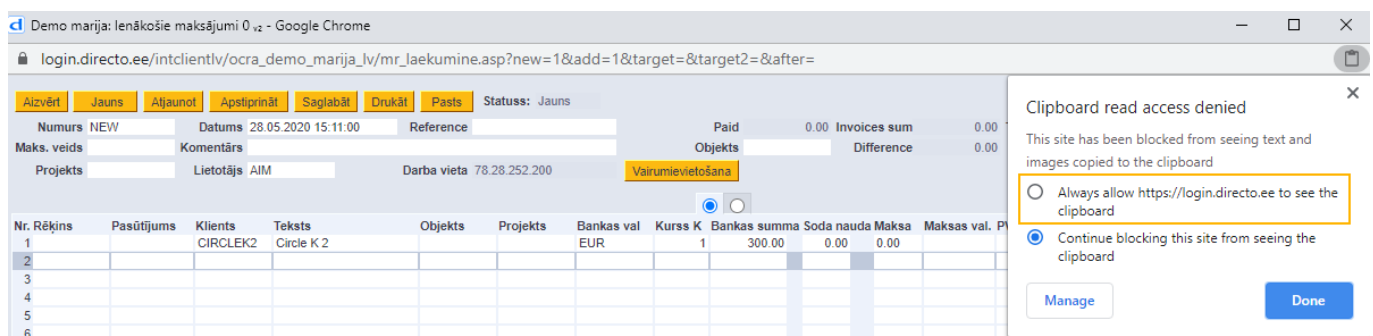 Demo marija: Ienākošie maksājumi 0 v2 - Google Chrome
login.directo.ee/intclientlv/ocra_demo_marija_lv/mr_laekumine.asp?new=1&add=1&target=&target2=&after=
Aizvērt Jauns Atjaunot Apstiprināt Saglabāt Drukāt Pasts Statuss: Jauns
Numurs NEW Datums 28.05.2020 15:11:00 Reference Paid 0.00 Invoices sum 0.00
Maks. veids Komentārs Objekts Difference 0.00
Projekts Lietotājs AIM Darba vieta 78.28.252.200 Vairumievietošana
Nr. Rēķins Pasūtījums Klients Teksts Objekts Projekts Bankas val Kurss K Bankas summa Soda nauda Maksa Maksas val.
1 CIRCLEK2 Circle K 2 EUR 1 300.00 0.00 0.00
2
3
4
5
6
Clipboard read access denied
This site has been blocked from seeing text and
images copied to the clipboard
Always allow https://login.directo.ee to see the
clipboard
Continue blocking this site from seeing the
clipboard
Manage Done